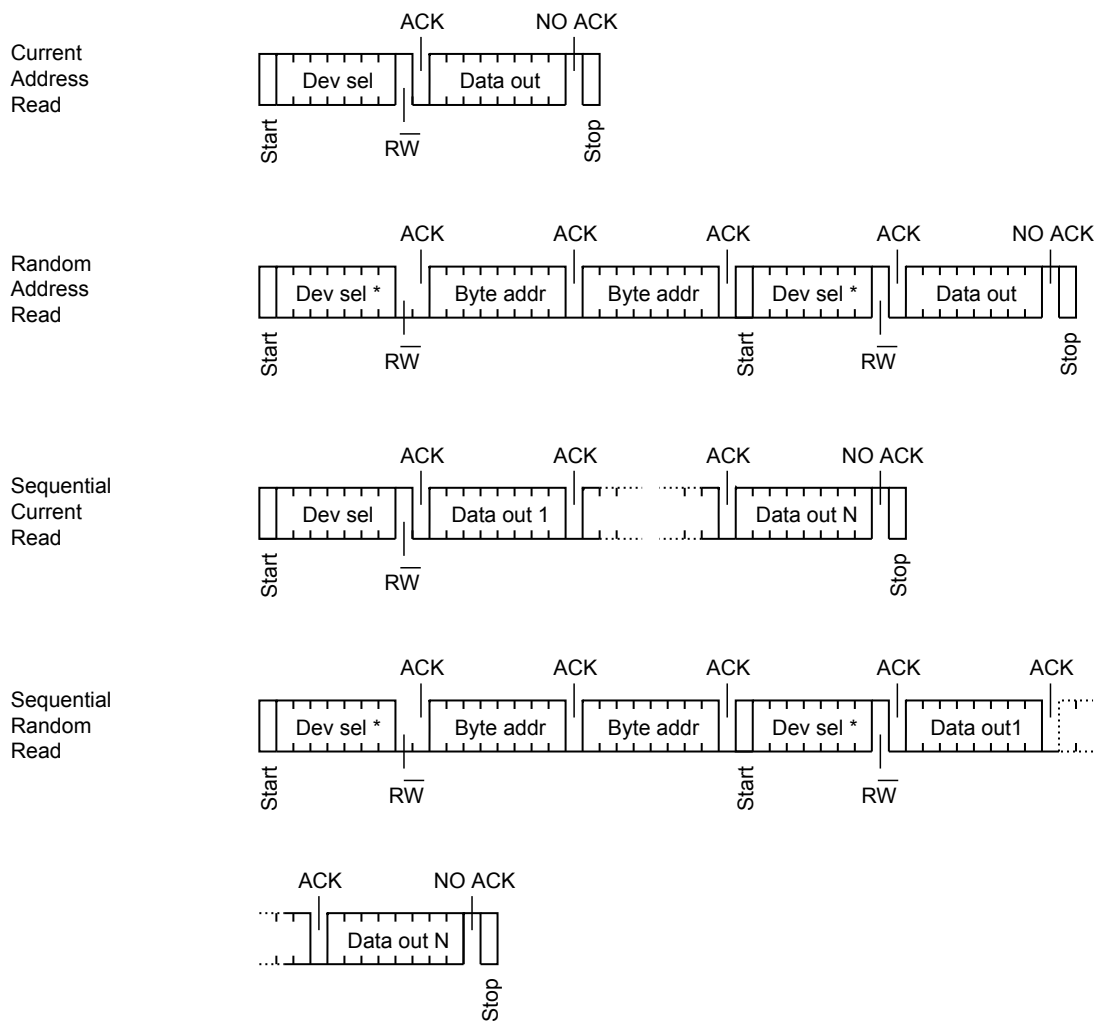 ACK NO ACK
Current
Address
Read
Dev sel Data out
Start RW Stop
ACK ACK ACK ACK NO ACK
Random
Address
Read
Dev sel * Byte addr Byte addr Dev sel * Data out
Start RW Start RW Stop
ACK ACK ACK NO ACK
Sequential
Current
Read
Dev sel Data out 1 Data out N
Start RW Stop
ACK ACK ACK ACK ACK
Sequential
Random
Read
Dev sel * Byte addr Byte addr Dev sel * Data out1
Start RW Start RW
ACK NO ACK
Data out N
Stop